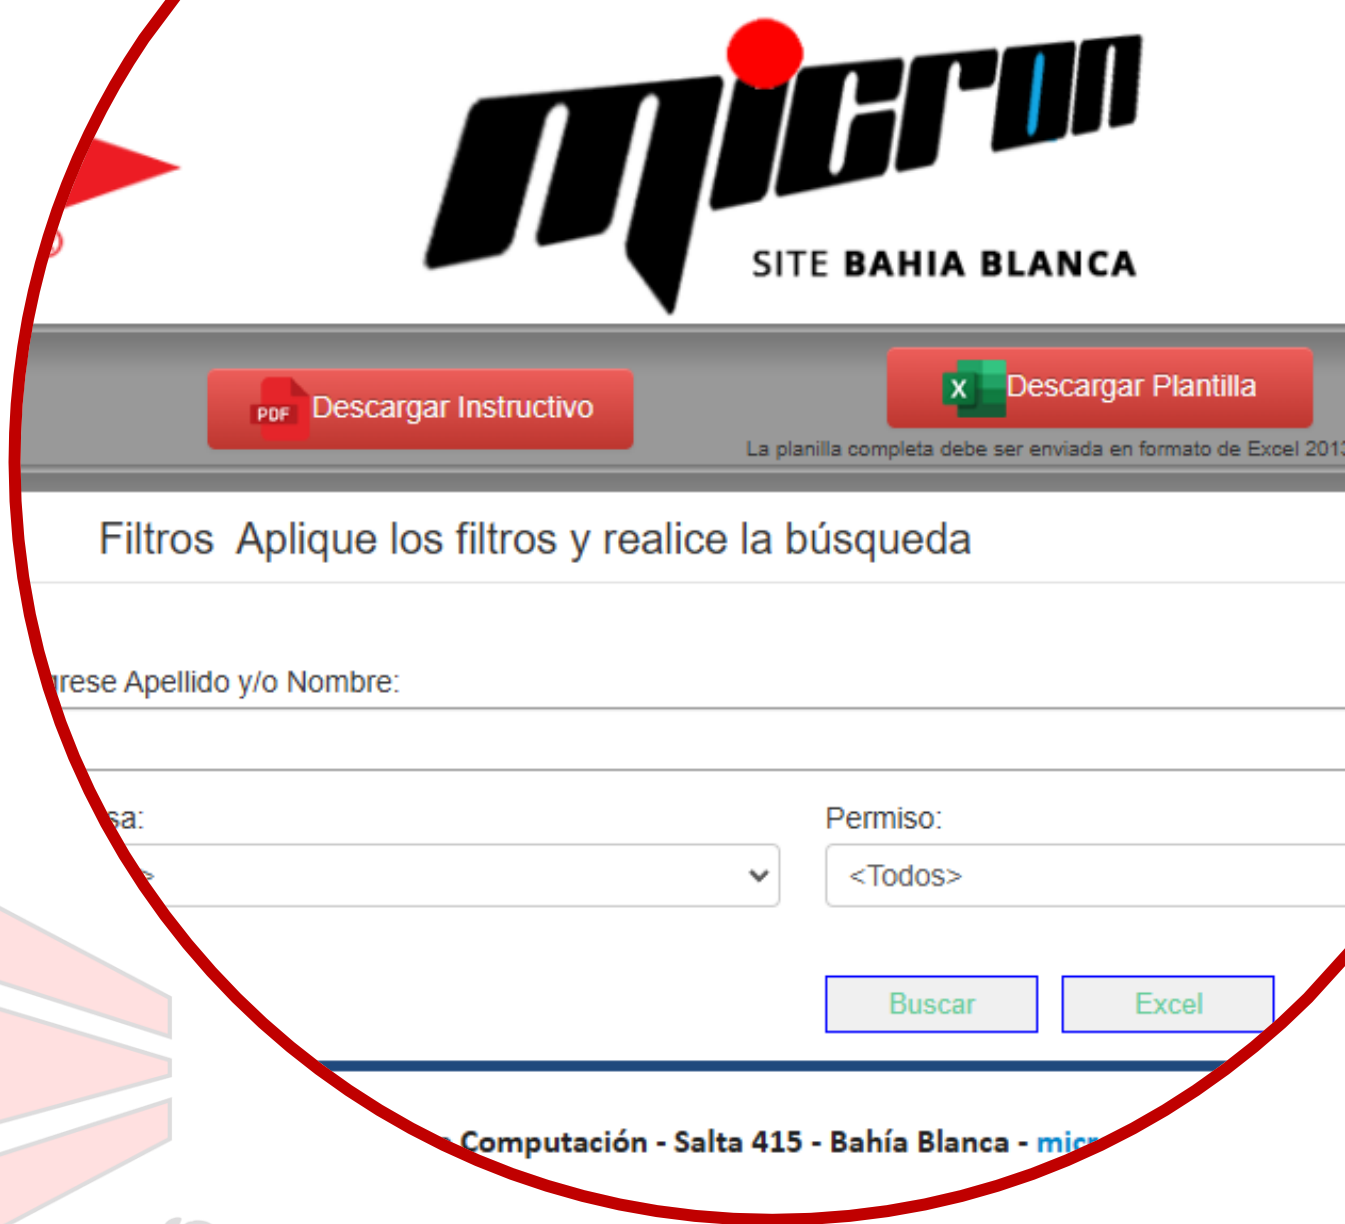 micron
SITE BAHIA BLANCA
®
PDF Descargar Instructivo
X Descargar Plantilla
La planilla completa debe ser enviada en formato de Excel 2013
Filtros Aplique los filtros y realice la búsqueda
Apellido y/o Nombre:
Permiso:
<Todos>
Buscar
Excel
Computación - Salta 415 - Bahía Blanca -